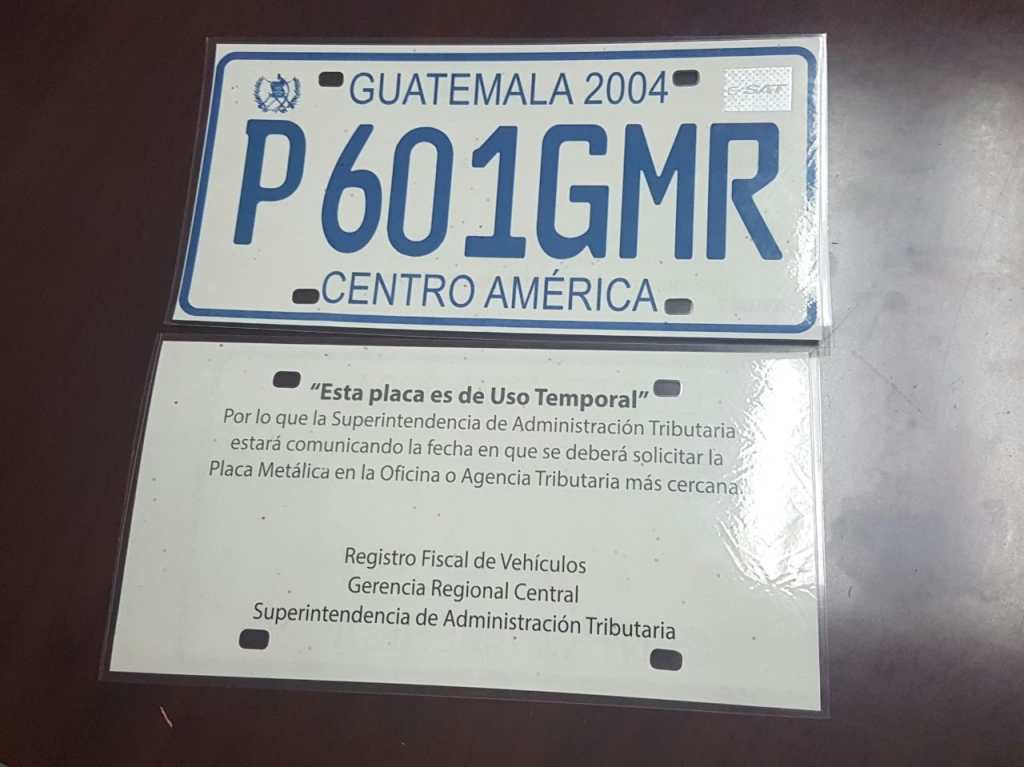 GUATEMALA 2004
SAT
P 601GMR
CENTRO AMÉRICA
“Esta placa es de Uso Temporal”
Por lo que la Superintendencia de Administración Tributaria
estará comunicando la fecha en que se deberá solicitar la
Placa Metálica en la Oficina o Agencia Tributaria más cercana.
Registro Fiscal de Vehículos
Gerencia Regional Central
Superintendencia de Administración Tributaria